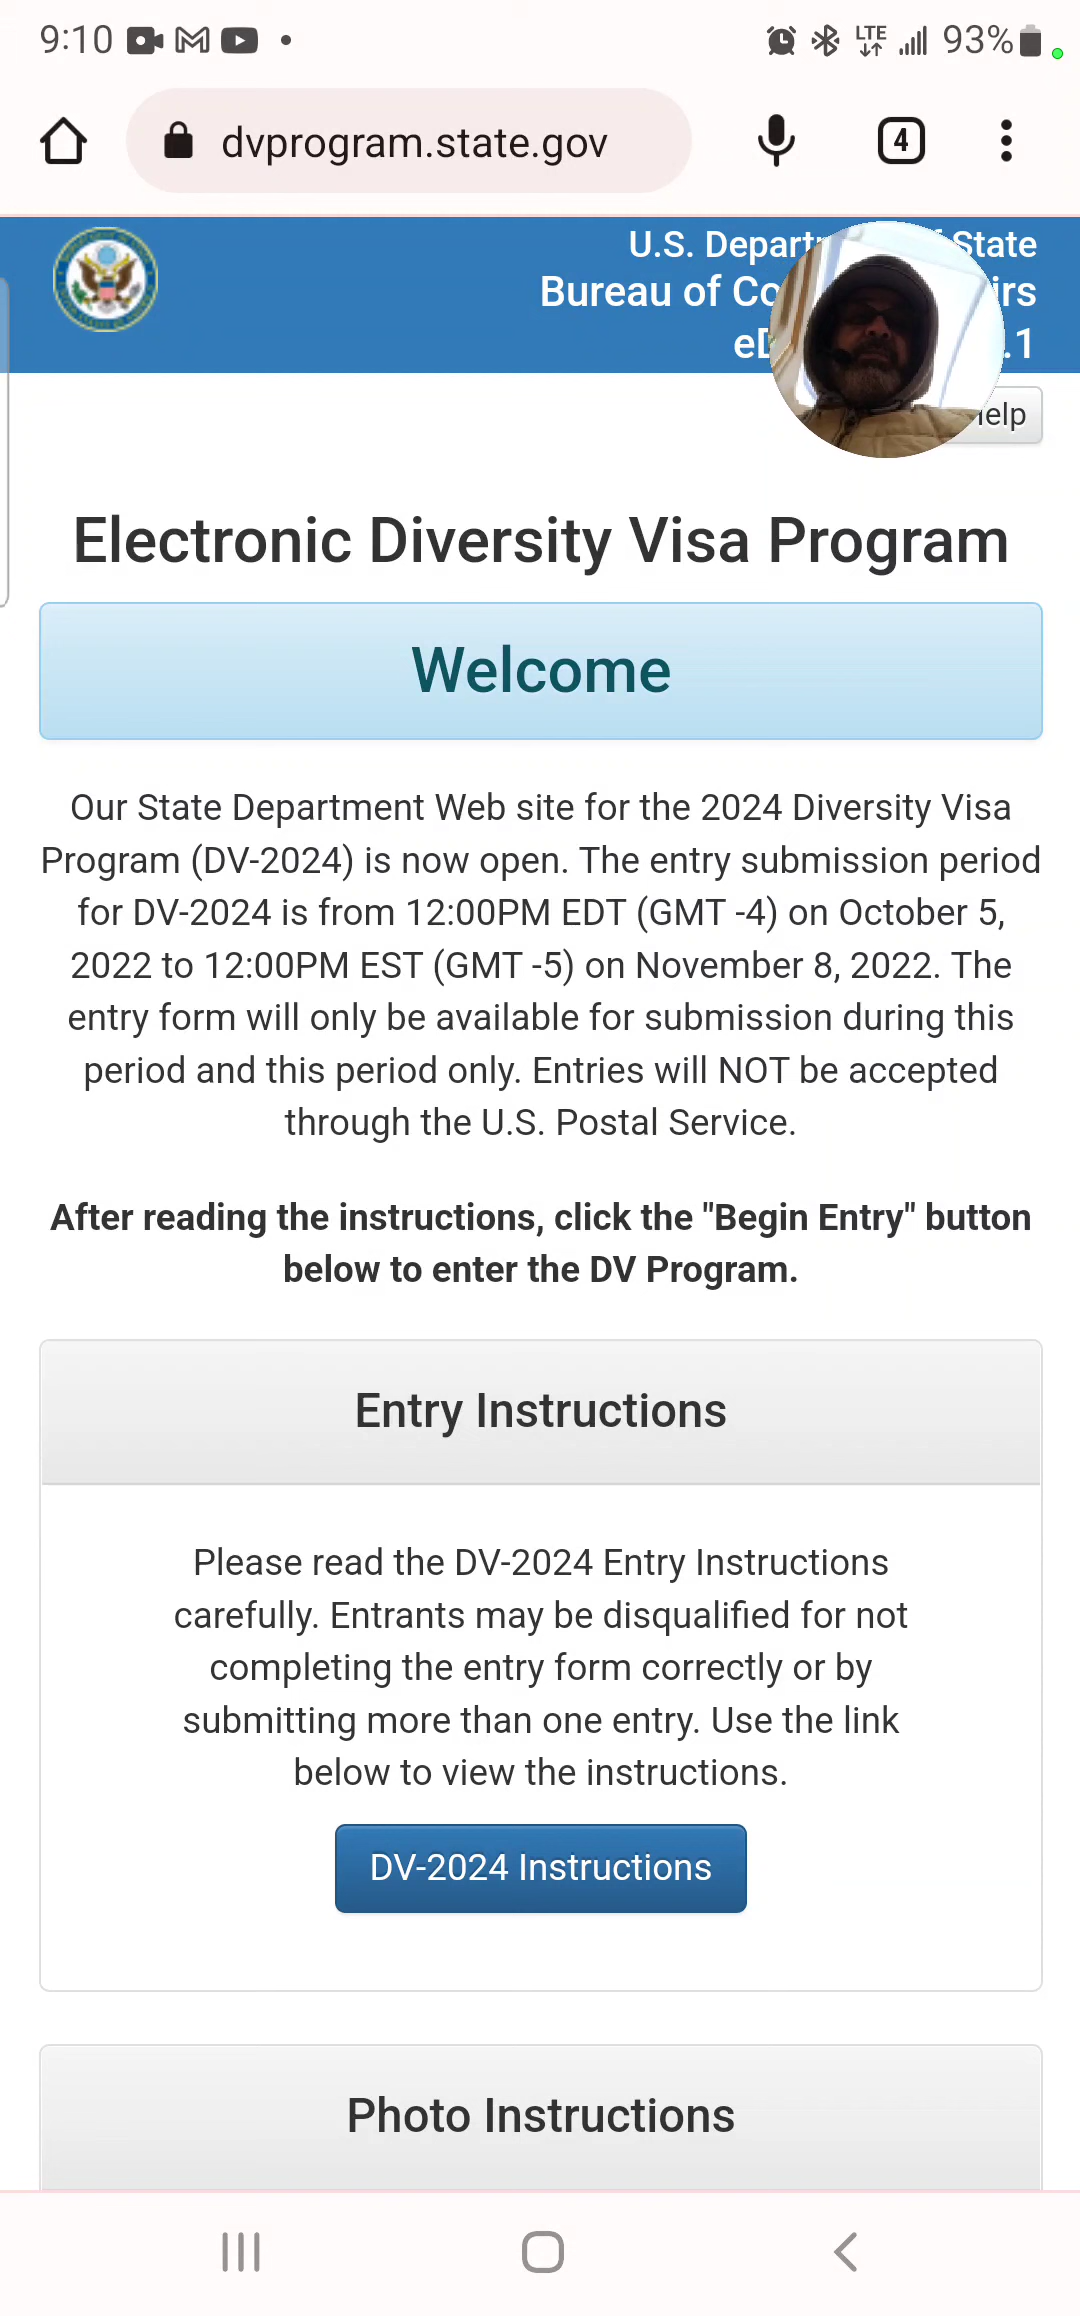 9:10
LTE
93%
dvprogram.state.gov
4
U.S. State
Bureau of
.1
Electronic Diversity Visa Program
Welcome
Our State Department Web site for the 2024 Diversity Visa
Program (DV-2024) is now open. The entry submission period
for DV-2024 is from 12:00PM EDT (GMT -4) on October 5,
2022 to 12:00PM EST (GMT -5) on November 8, 2022. The
entry form will only be available for submission during this
period and this period only. Entries will NOT be accepted
through the U.S. Postal Service.
After reading the instructions, click the "Begin Entry" button
below to enter the DV Program.
Entry Instructions
Please read the DV-2024 Entry Instructions
carefully. Entrants may be disqualified for not
completing the entry form correctly or by
submitting more than one entry. Use the link
below to view the instructions.
DV-2024 Instructions
Photo Instructions